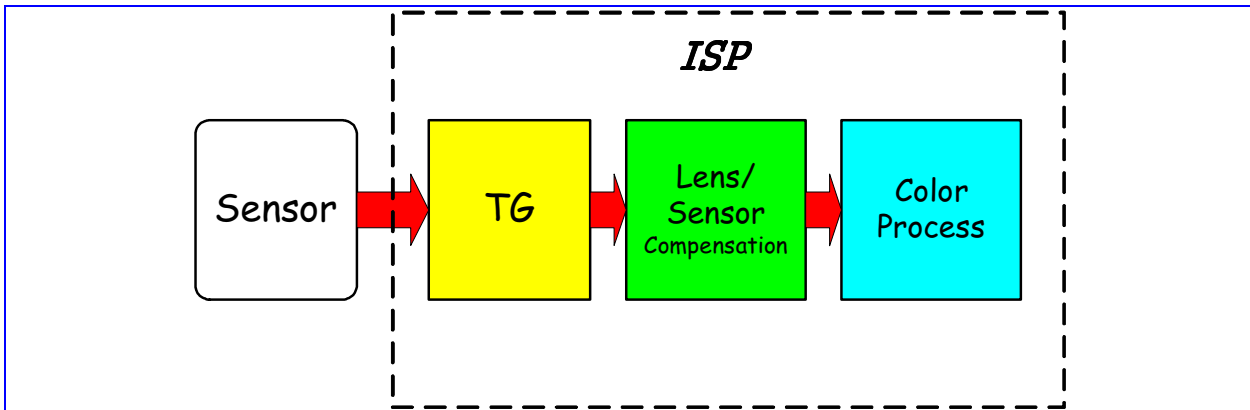 ISP
Sensor
TG
Lens/
Sensor
Compensation
Color
Process